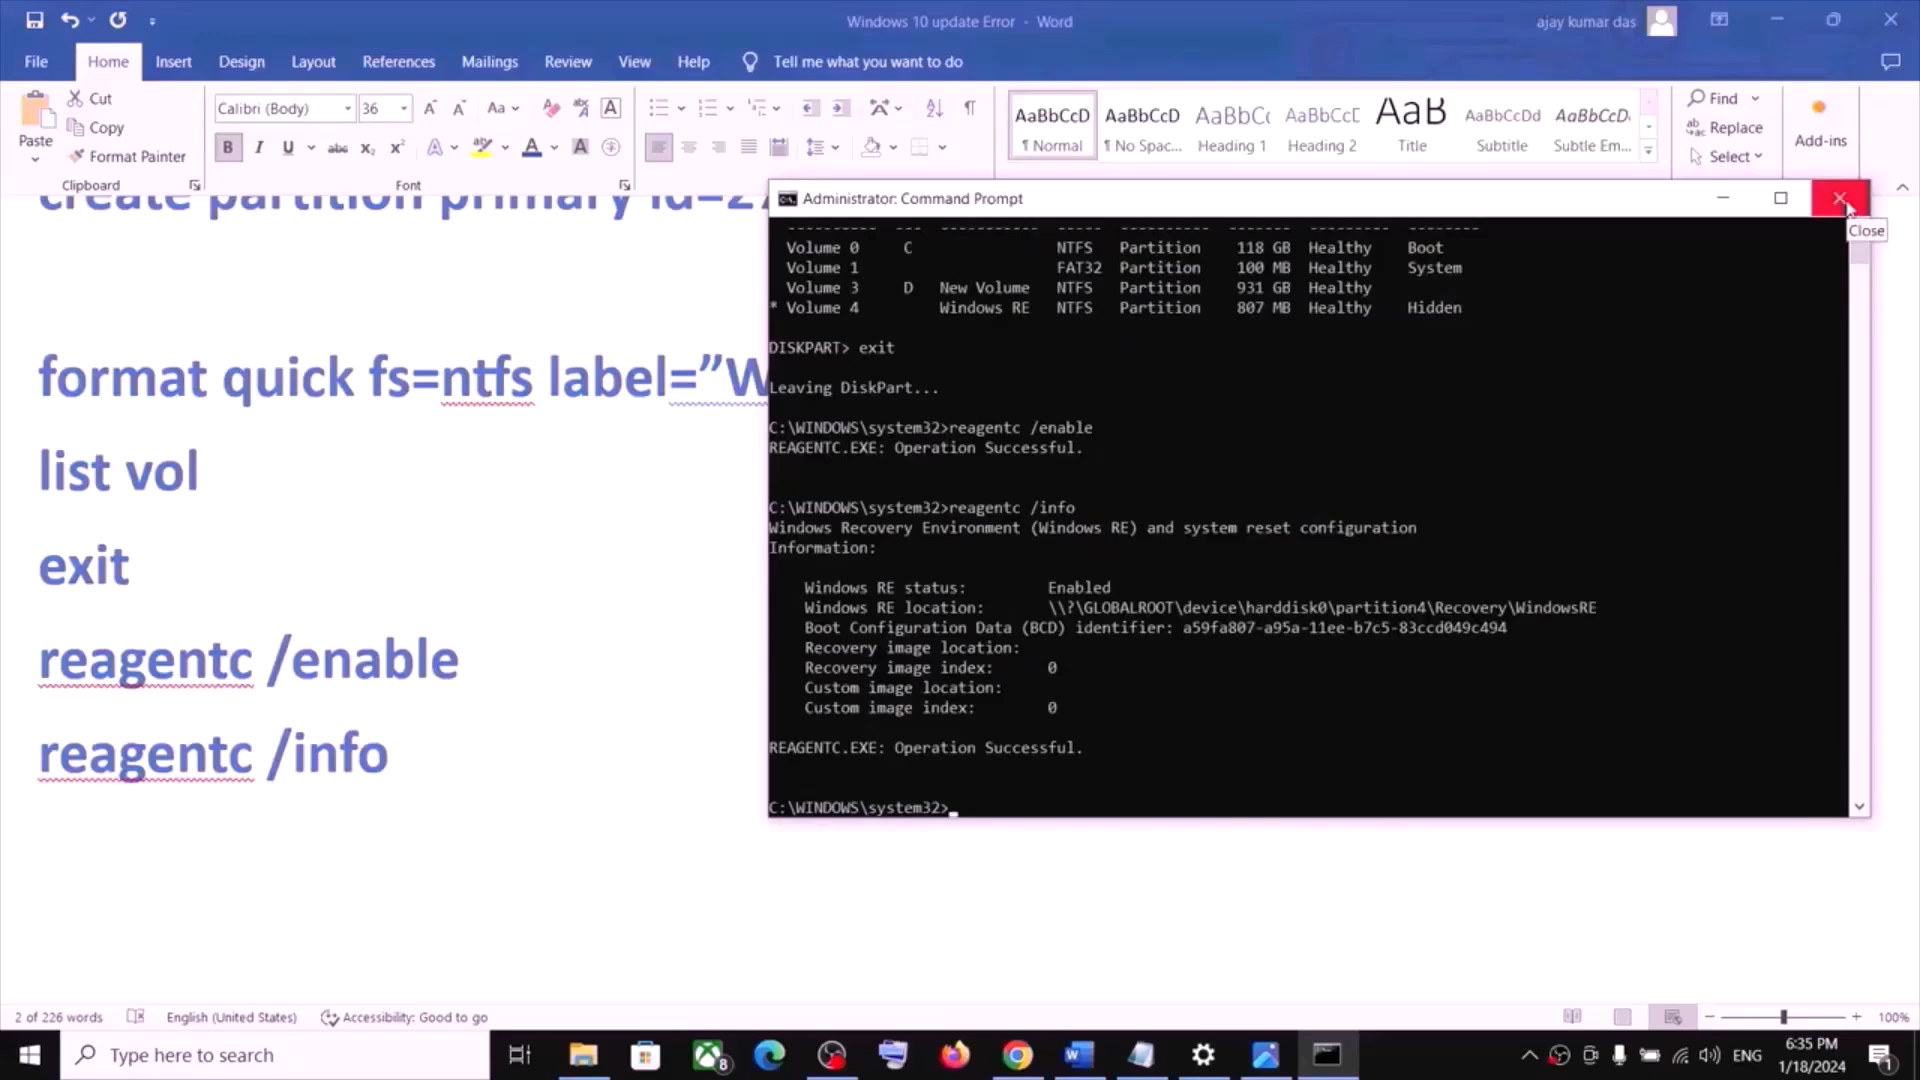 Windows 10 update Error - Word
ajay kumar das
File Home Insert Design Layout References Mailings Review View Help Tell me what you want to do
Paste
Cut
Copy
Format Painter
Clipboard
Calibri (Body) 36
Font
AaBbCcD
¶ Normal
AaBbCcD
¶ No Spac...
AaBbCc
Heading 1
AaBbCcC
Heading 2
AaB
Title
AaBbCcDd
Subtitle
AaBbCcD.
Subtle Em...
Find
Replace
Select
Add-ins
create partition primary id=27
format quick fs=ntfs label=”W
list vol
exit
reagentc /enable
reagentc /info
Administrator: Command Prompt
Close
Volume 0 C NTFS Partition 118 GB Healthy Boot
Volume 1 FAT32 Partition 100 MB Healthy System
Volume 3 D New Volume NTFS Partition 931 GB Healthy
* Volume 4 Windows RE NTFS Partition 807 MB Healthy Hidden
DISKPART> exit
Leaving DiskPart...
C:\WINDOWS\system32>reagentc /enable
REAGENTC.EXE: Operation Successful.
C:\WINDOWS\system32>reagentc /info
Windows Recovery Environment (Windows RE) and system reset configuration
Information:
Windows RE status: Enabled
Windows RE location: \\?\GLOBALROOT\device\harddisk0\partition4\Recovery\WindowsRE
Boot Configuration Data (BCD) identifier: a59fa807-a95a-11ee-b7c5-83ccd049c494
Recovery image location:
Recovery image index: 0
Custom image location:
Custom image index: 0
REAGENTC.EXE: Operation Successful.
C:\WINDOWS\system32>
2 of 226 words English (United States) Accessibility: Good to go 100%
Type here to search
8
ENG
6:35 PM
1/18/2024
1